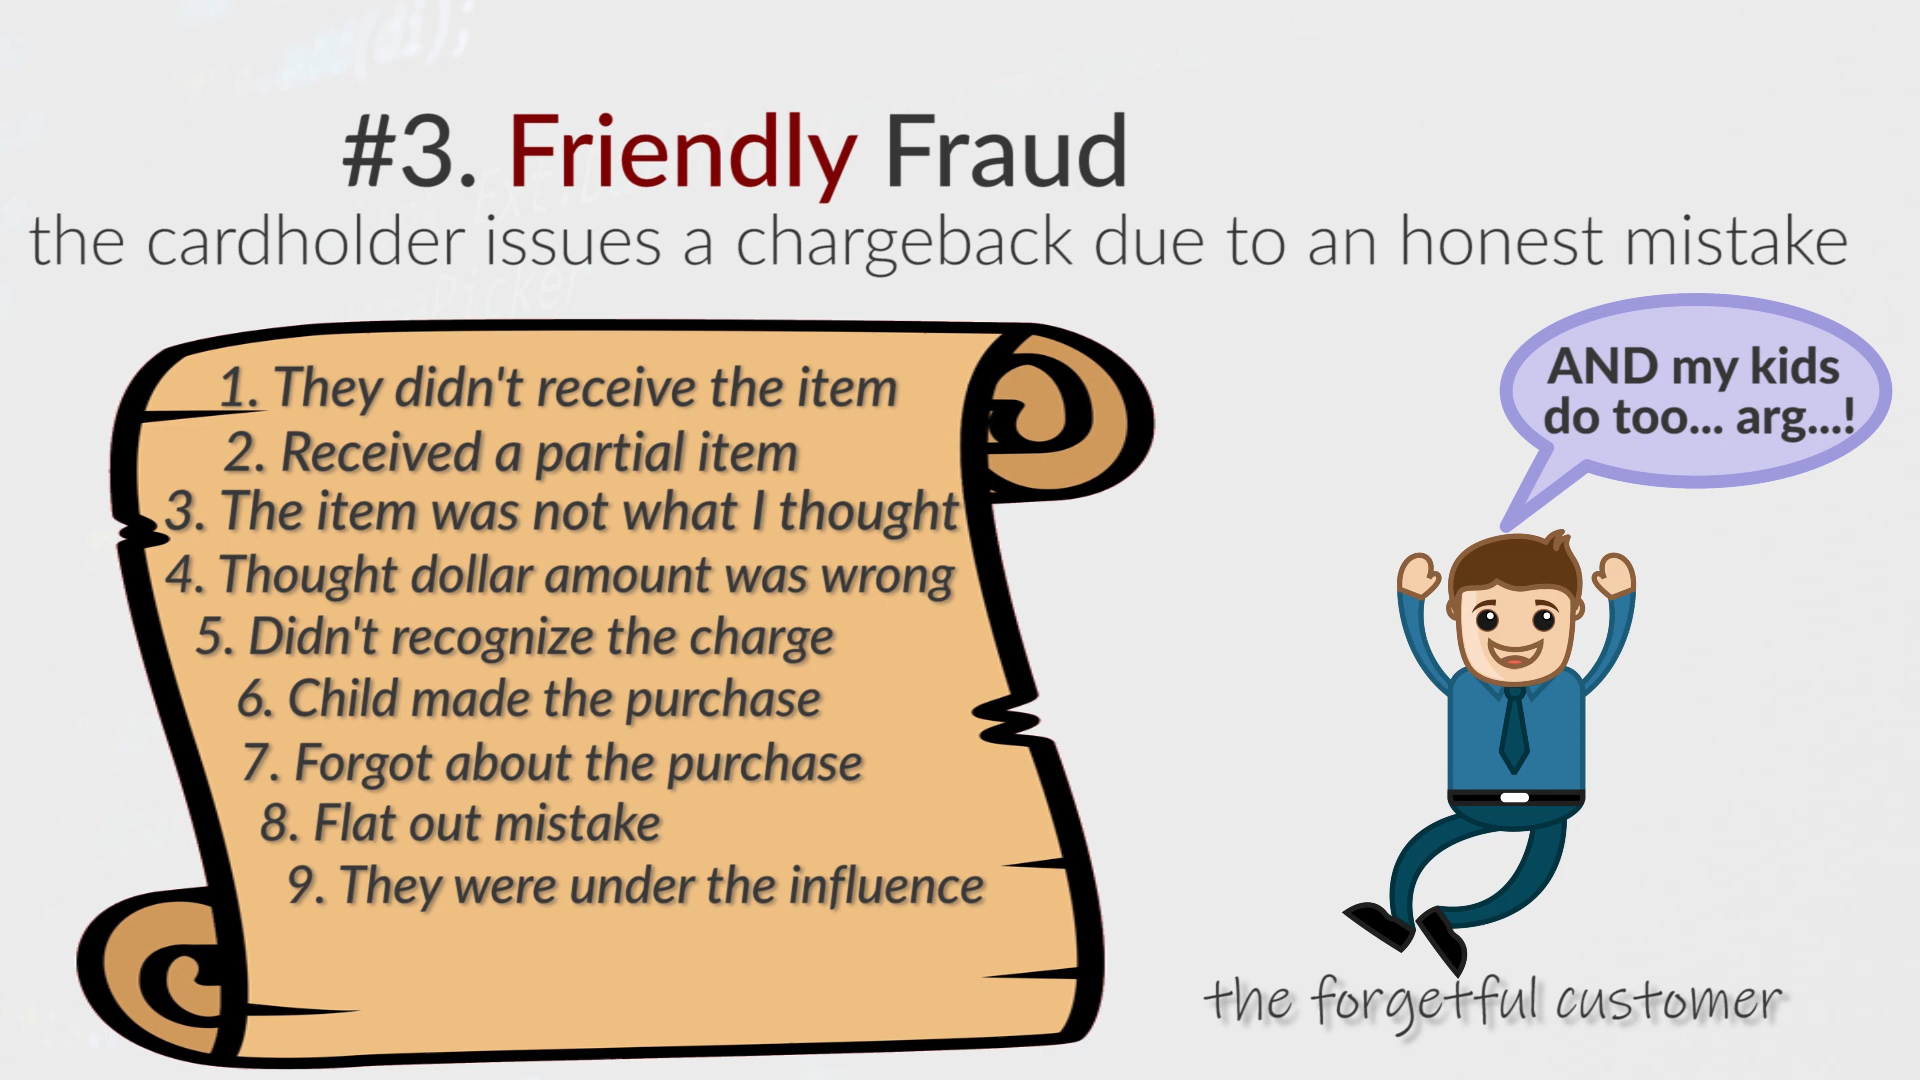 #3. Friendly Fraud
the cardholder issues a chargeback due to an honest mistake
1. They didn't receive the item
2. Received a partial item
3. The item was not what I thought
4. Thought dollar amount was wrong
5. Didn't recognize the charge
6. Child made the purchase
7. Forgot about the purchase
8. Flat out mistake
9. They were under the influence
AND my kids
do too... arg...!
the forgetful customer